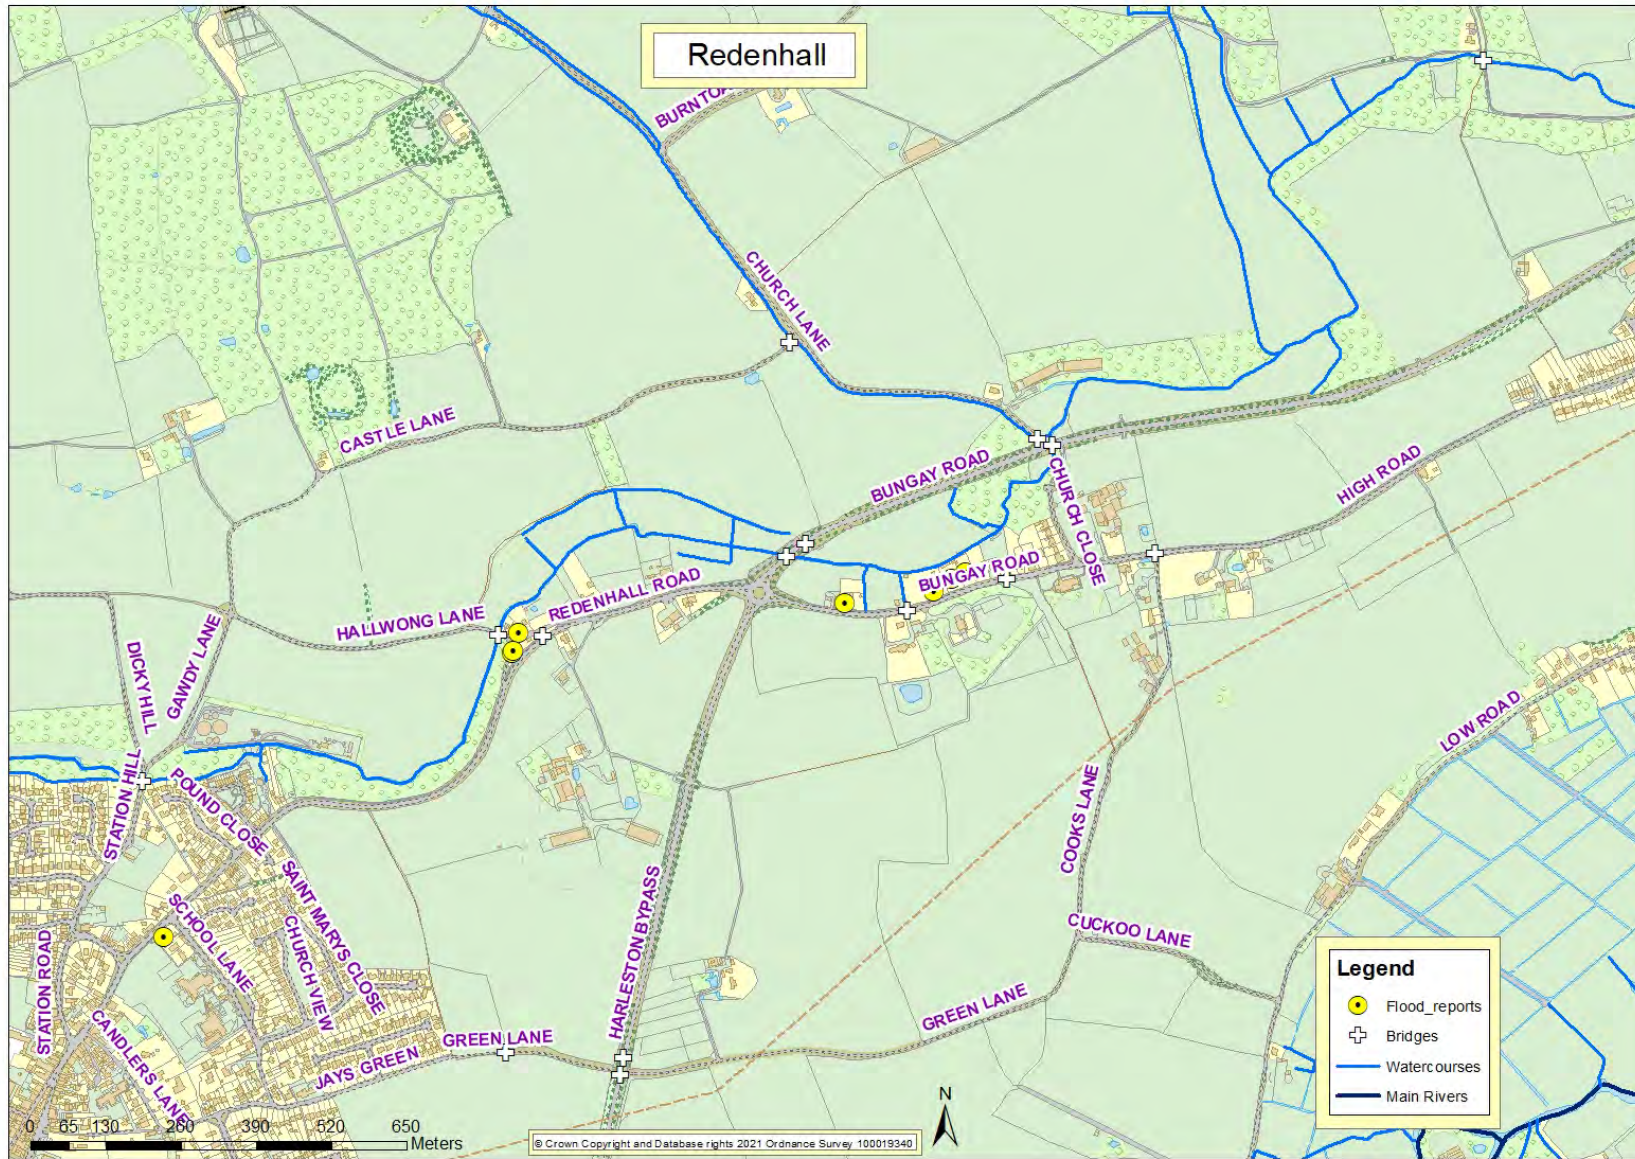 Redenhall
BURNTO
CHURCH LANE
CASTLE LANE
BUNGAY ROAD
HIGH ROAD
CHURCH CLOSE
BUNGAY ROAD
REDENHALL ROAD
HALLWONG LANE
DICKY HILL
GAWDY LANE
LOW ROAD
STATION HILL
POUND CLOSE
COOKS LANE
SAINT MARYS CLOSE
SCHOOL LANE
CHURCH VIEW
HARLESTON BYPASS
CUCKOO LANE
STATION ROAD
CANDLERS LANE
GREEN LANE
GREEN LANE
JAYS GREEN
Legend
Flood_reports
Bridges
Watercourses
Main Rivers
N
0 65 130 260 390 520 650
Meters
© Crown Copyright and Database rights 2021 Ordnance Survey 100019340